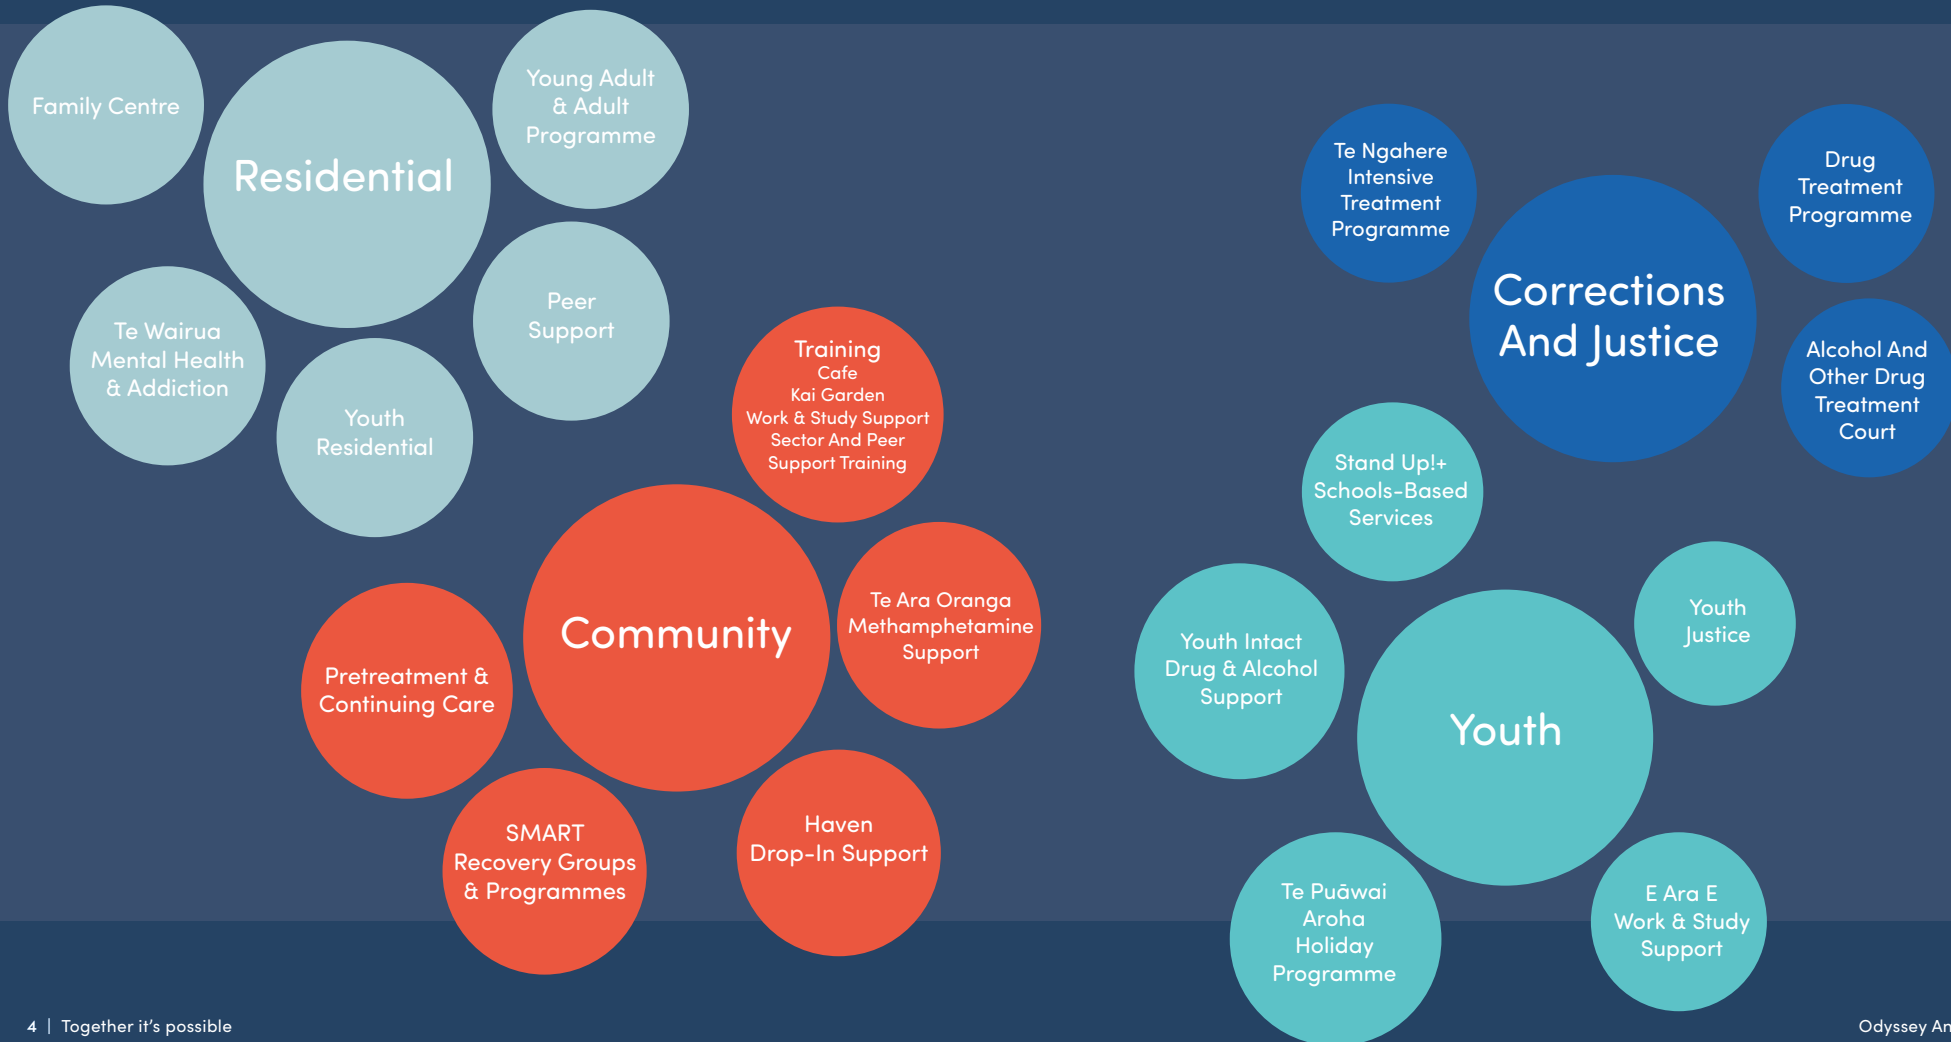 Family Centre
Residential
Young Adult
& Adult
Programme
Te Wairua
Mental Health
& Addiction
Youth
Residential
Peer
Support
Training
Cafe
Kai Garden
Work & Study Support
Sector And Peer
Support Training
Community
Te Ara Oranga
Methamphetamine
Support
Pretreatment &
Continuing Care
SMART
Recovery Groups
& Programmes
Haven
Drop-In Support
Te Ngahere
Intensive
Treatment
Programme
Corrections
And Justice
Drug
Treatment
Programme
Alcohol And
Other Drug
Treatment
Court
Stand Up!+
Schools-Based
Services
Youth Intact
Drug & Alcohol
Support
Youth
Youth
Justice
Te Puāwai
Aroha
Holiday
Programme
E Ara E
Work & Study
Support
4 | Together it's possible
Odyssey An